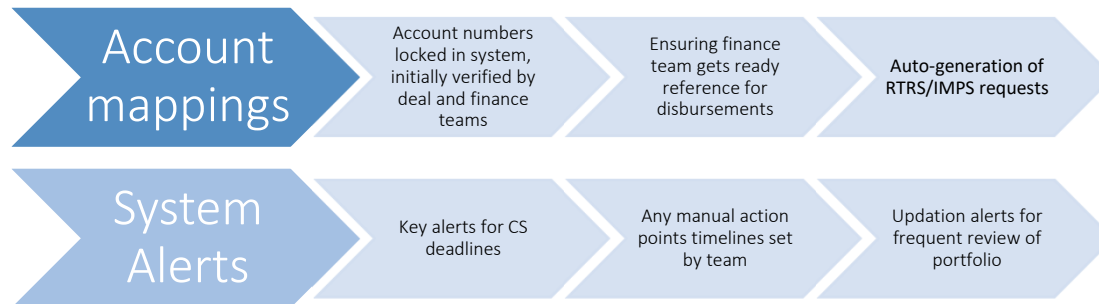 Account
mappings
Account numbers
locked in system,
initially verified by
deal and finance
teams
Ensuring finance
team gets ready
reference for
disbursements
Auto-generation of
RTRS/IMPS requests
System
Alerts
Key alerts for CS
deadlines
Any manual action
points timelines set
by team
Updation alerts for
frequent review of
portfolio